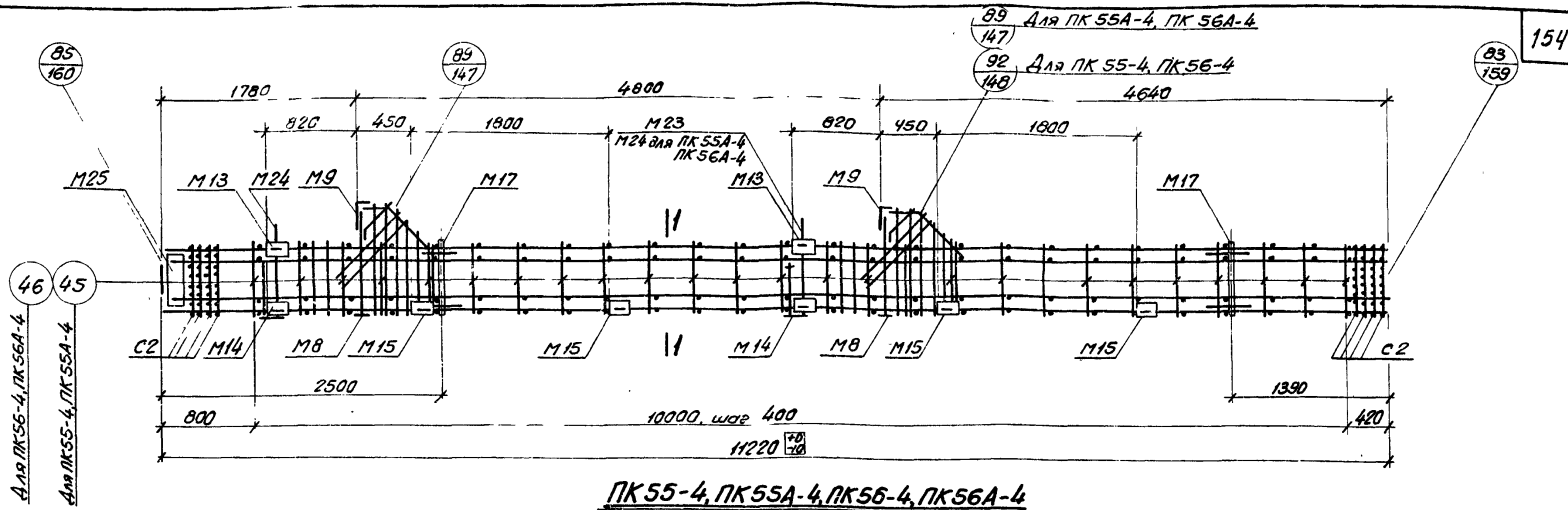 89
147
Для ПК 55А-4, ПК 56А-4
154
85
160
89
147
92
148
Для ПК 55-4, ПК 56-4
83
159
1780
4800
4640
820
450
1800
М23
М24 для ПК 55А-4
ПК 56А-4
820
450
1800
М25
М13
М24
М9
М17
1
М13
М9
М17
46
45
С2
М14
М8
М15
М15
1
М14
М8
М15
М15
С2
2500
1390
800
10000, шаг 400
420
11220 +0 -10
Для ПК56-4, ПК56А-4
Для ПК55-4, ПК55А-4
ПК55-4, ПК55А-4, ПК56-4, ПК56А-4